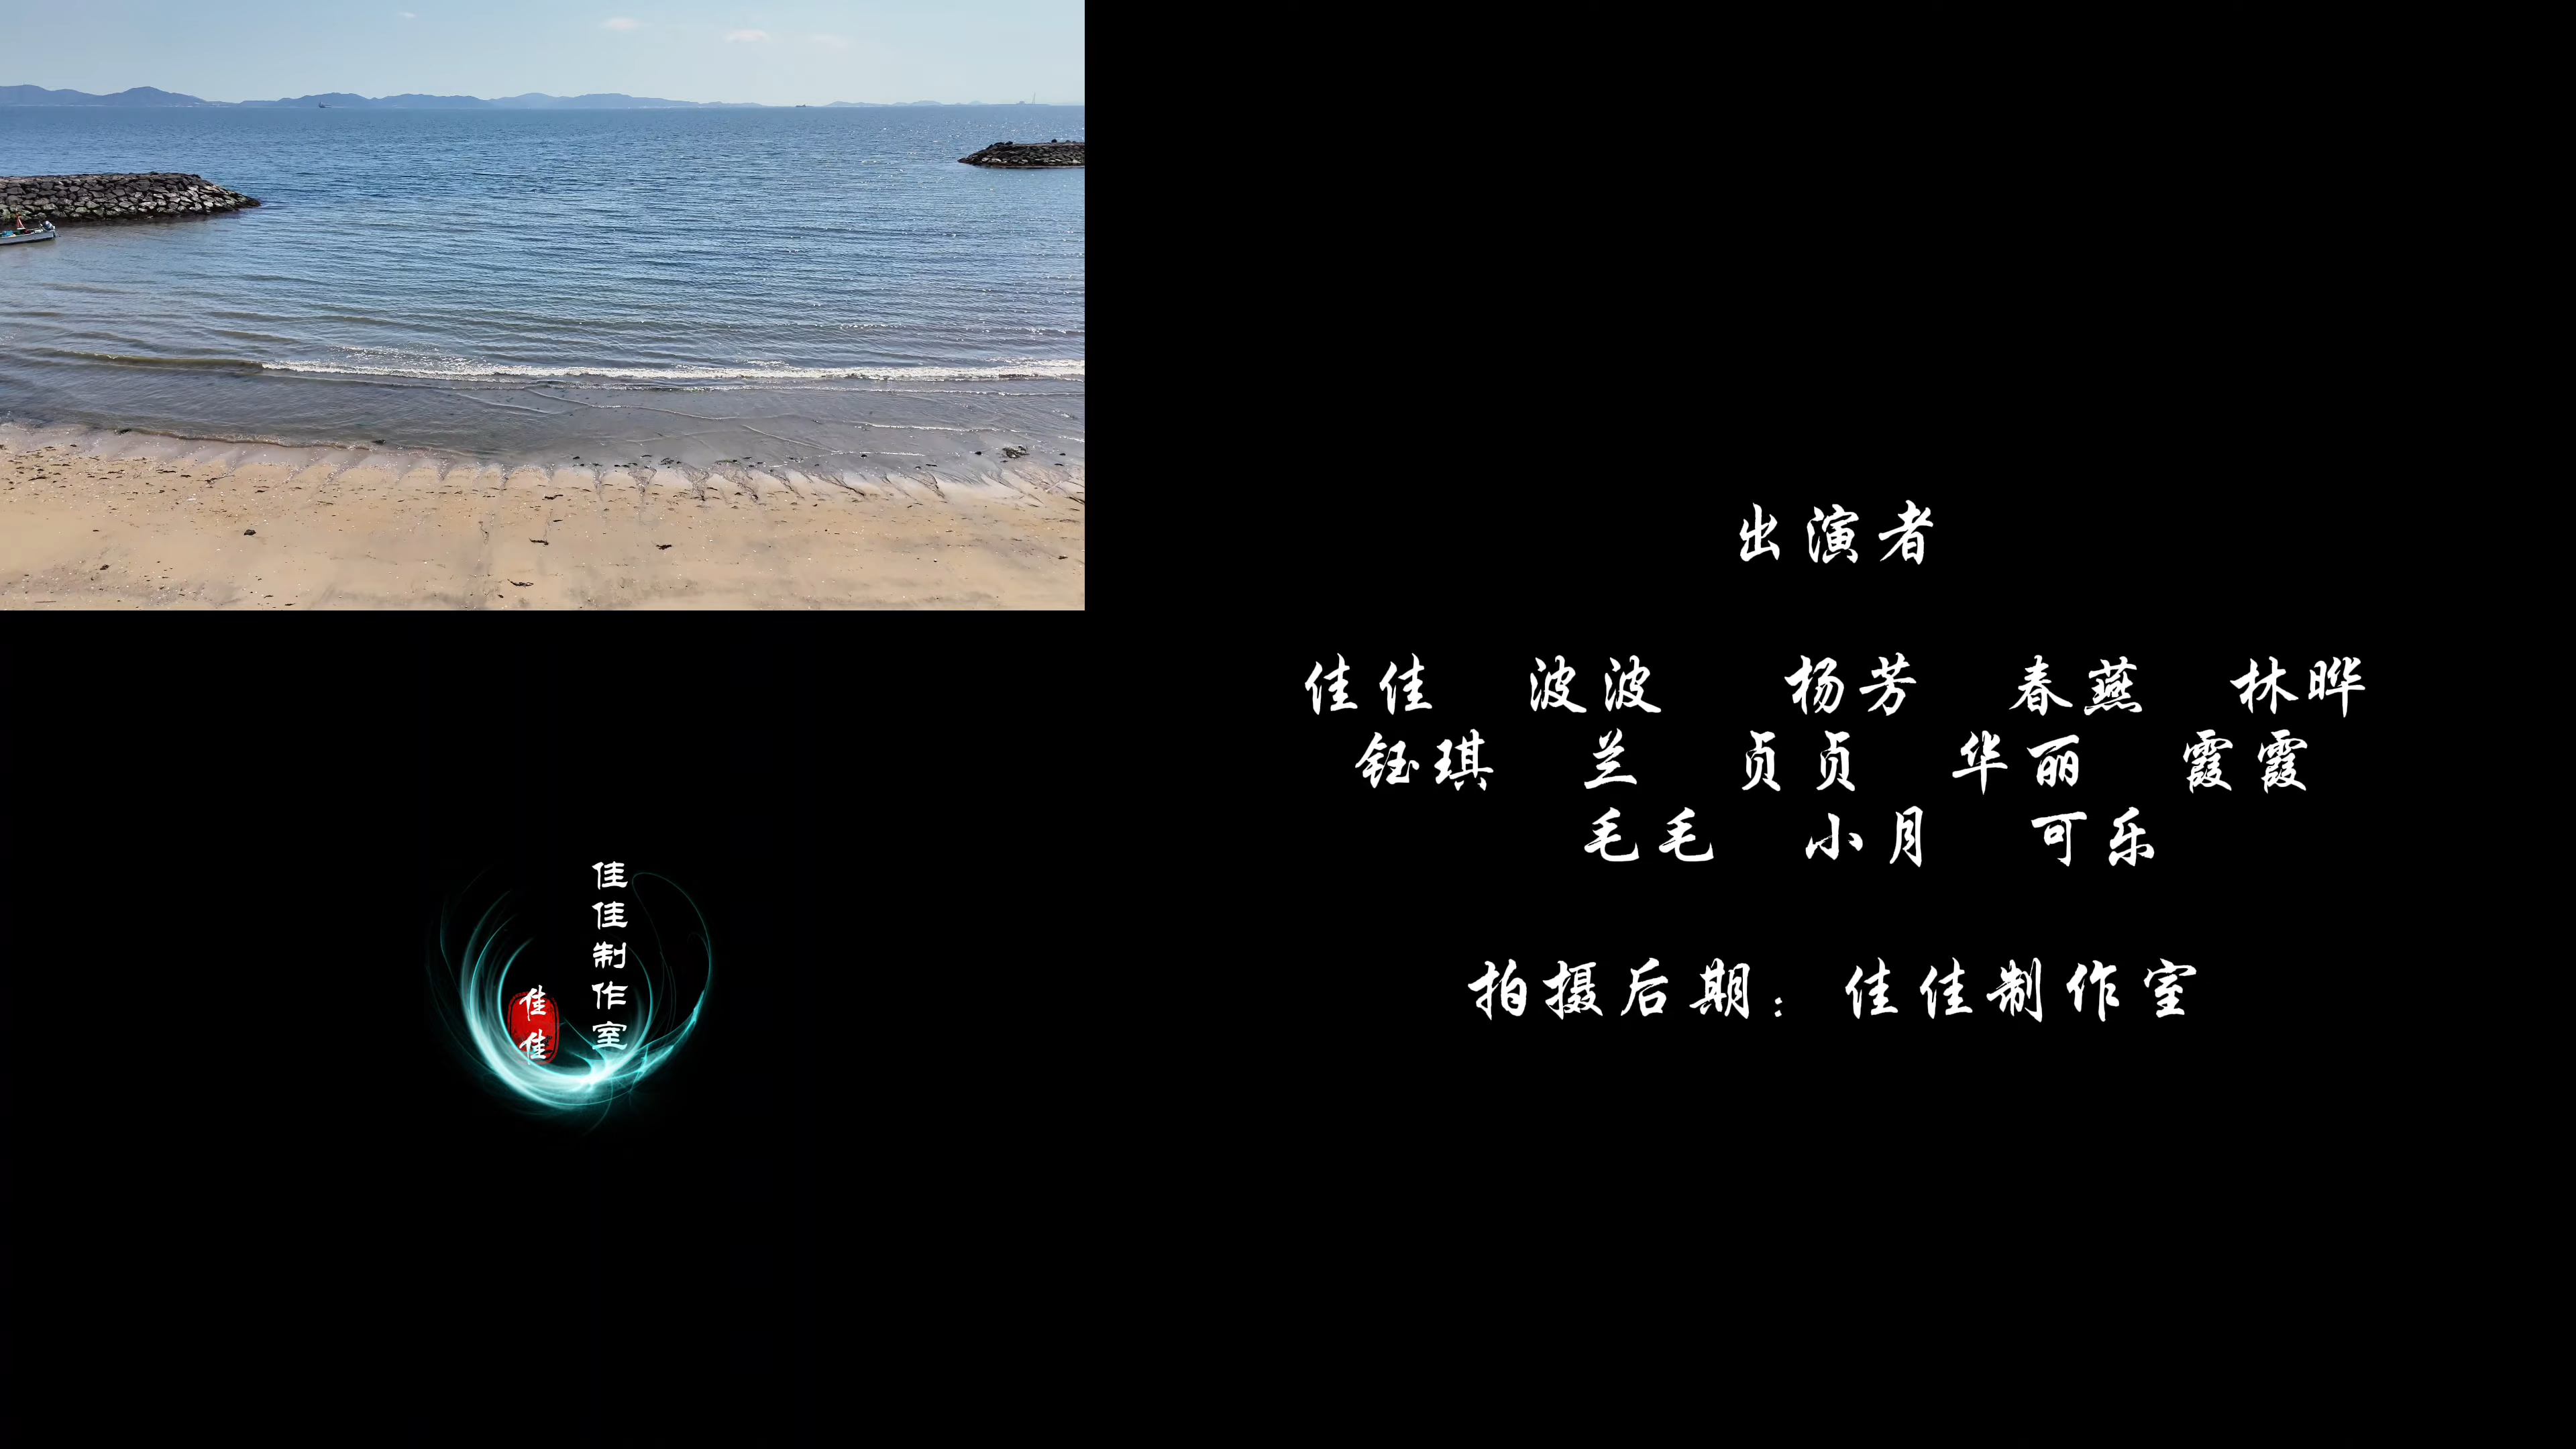 出演者
佳佳 波波 杨芳 春燕 林晔
钰琪 兰 贞贞 华丽 霞霞
毛毛 小月 可乐
拍摄后期：佳佳制作室
佳佳制作室
佳佳